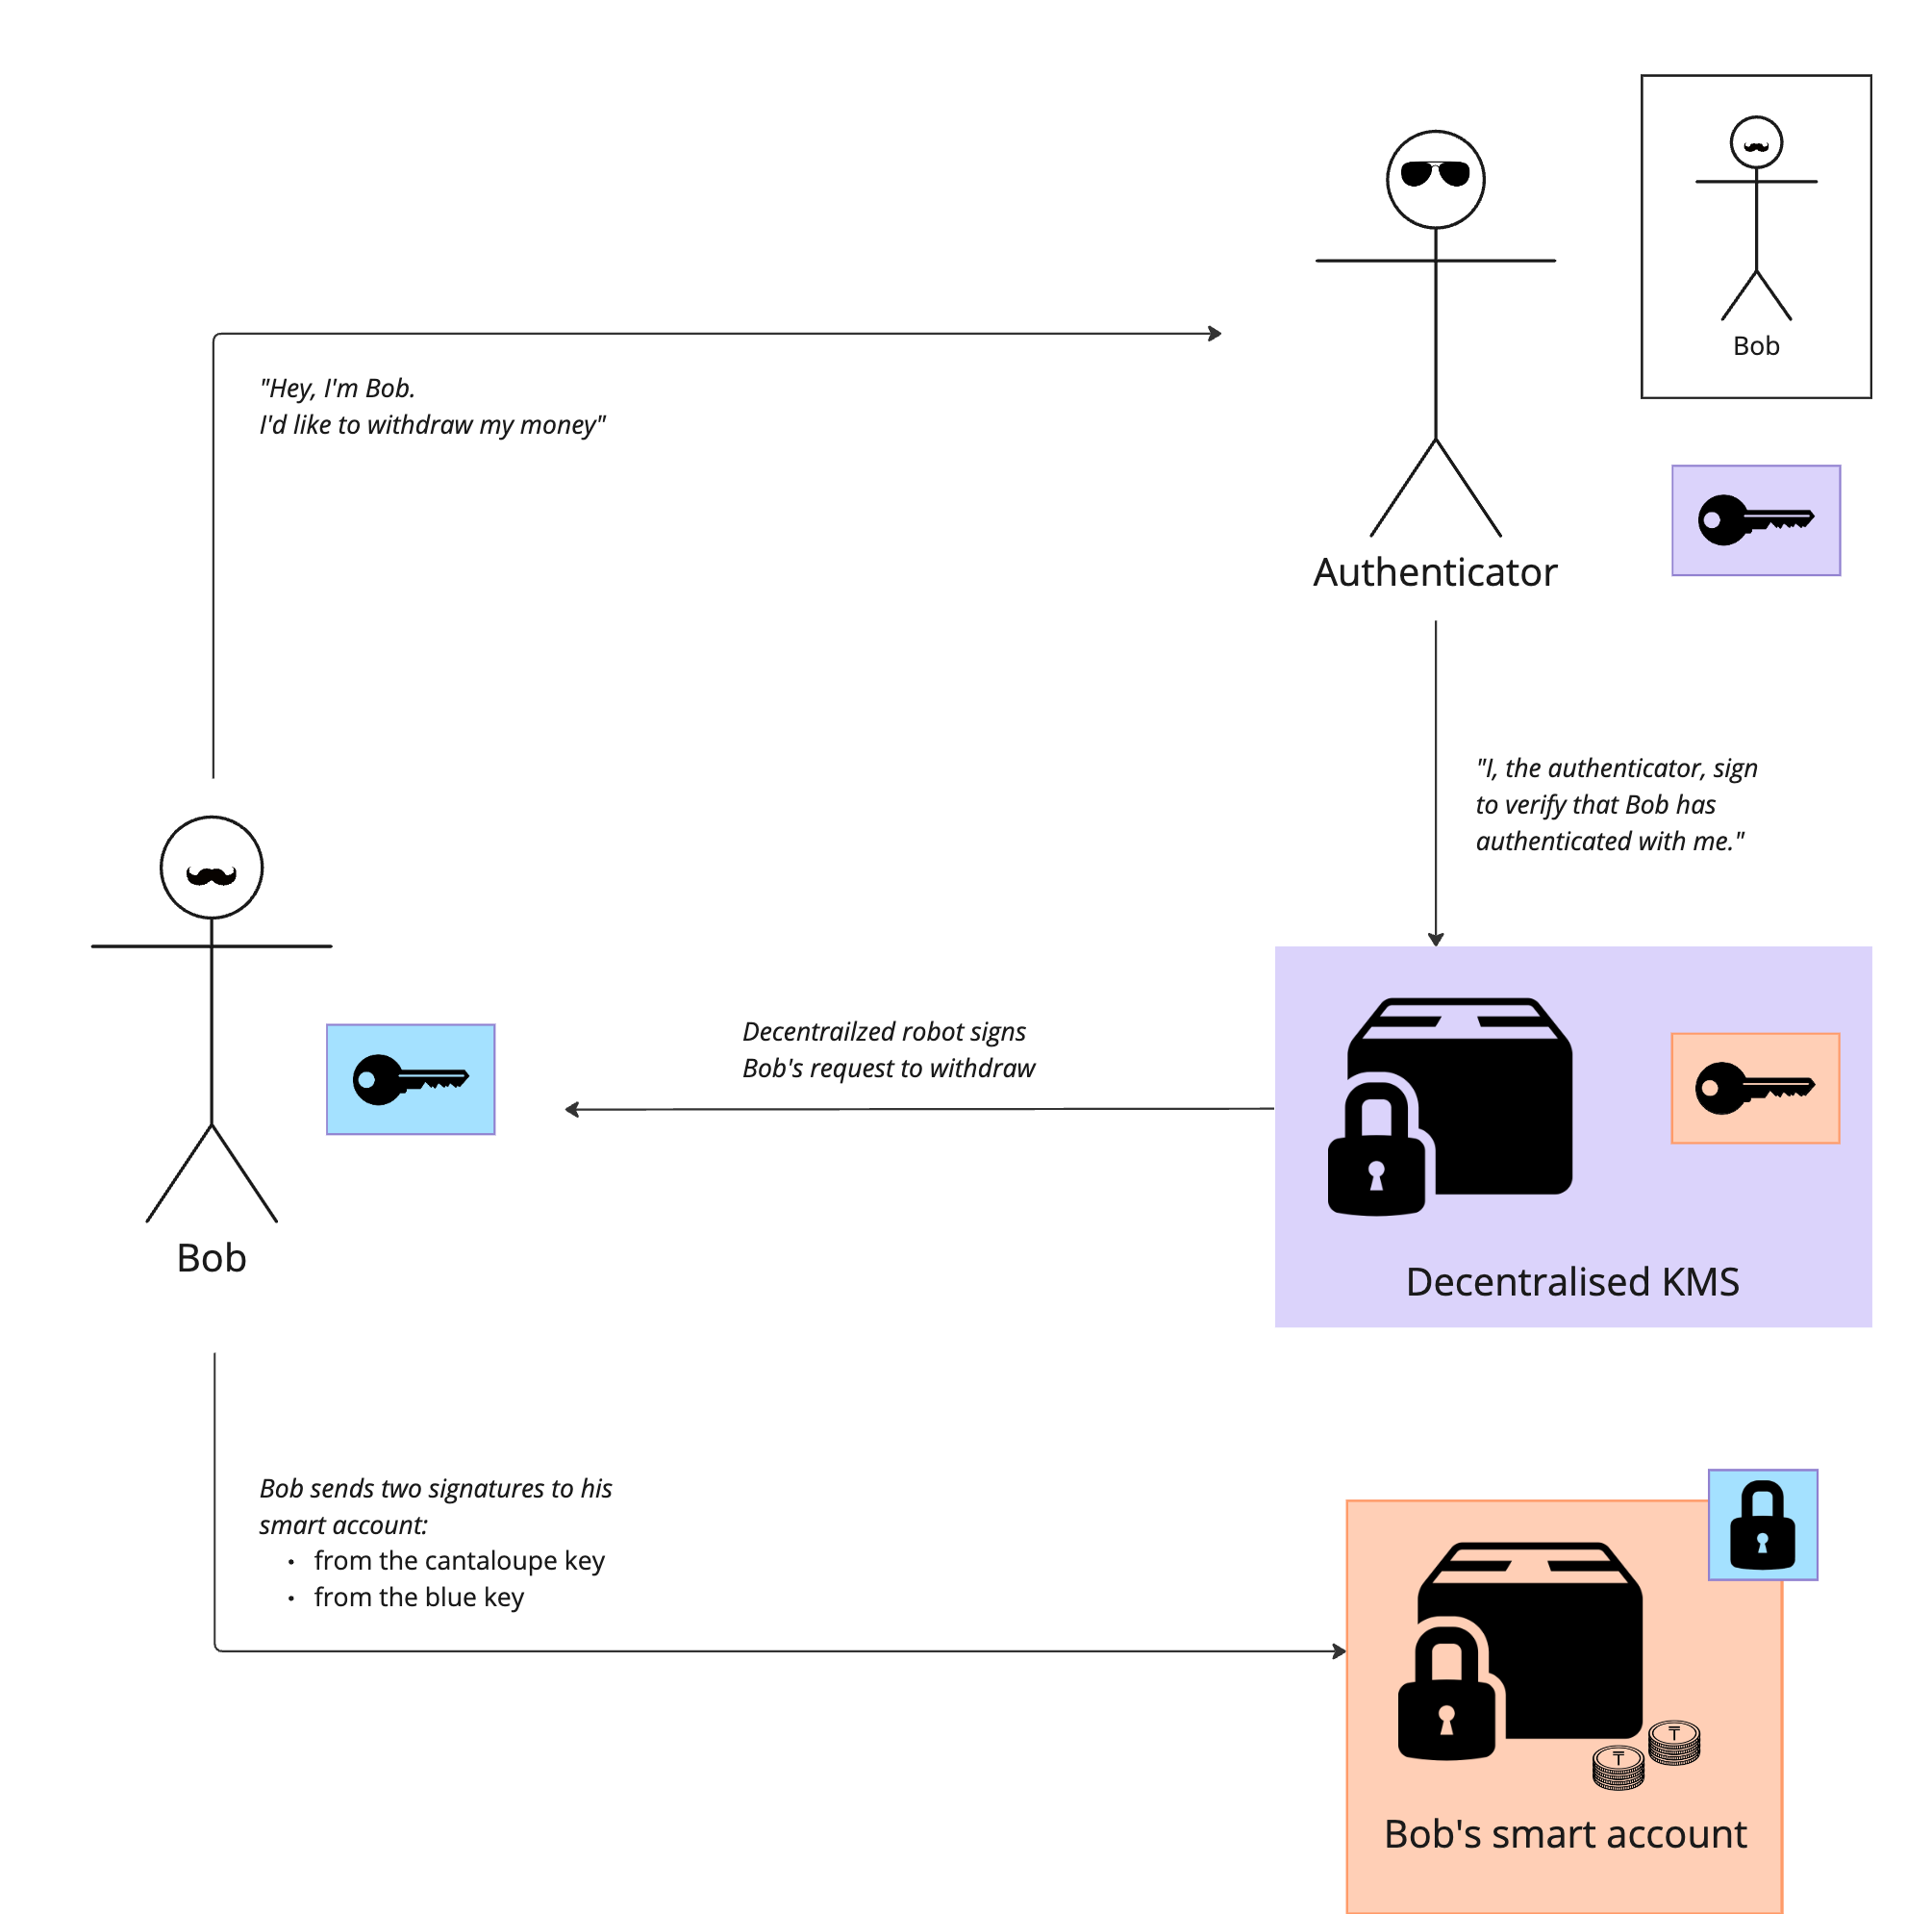 Bob
"Hey, I'm Bob.
I'd like to withdraw my money"
Authenticator
"I, the authenticator, sign
to verify that Bob has
authenticated with me."
Decentrailzed robot signs
Bob's request to withdraw
Bob
Decentralised KMS
Bob sends two signatures to his
smart account:
• from the cantaloupe key
• from the blue key
Bob's smart account